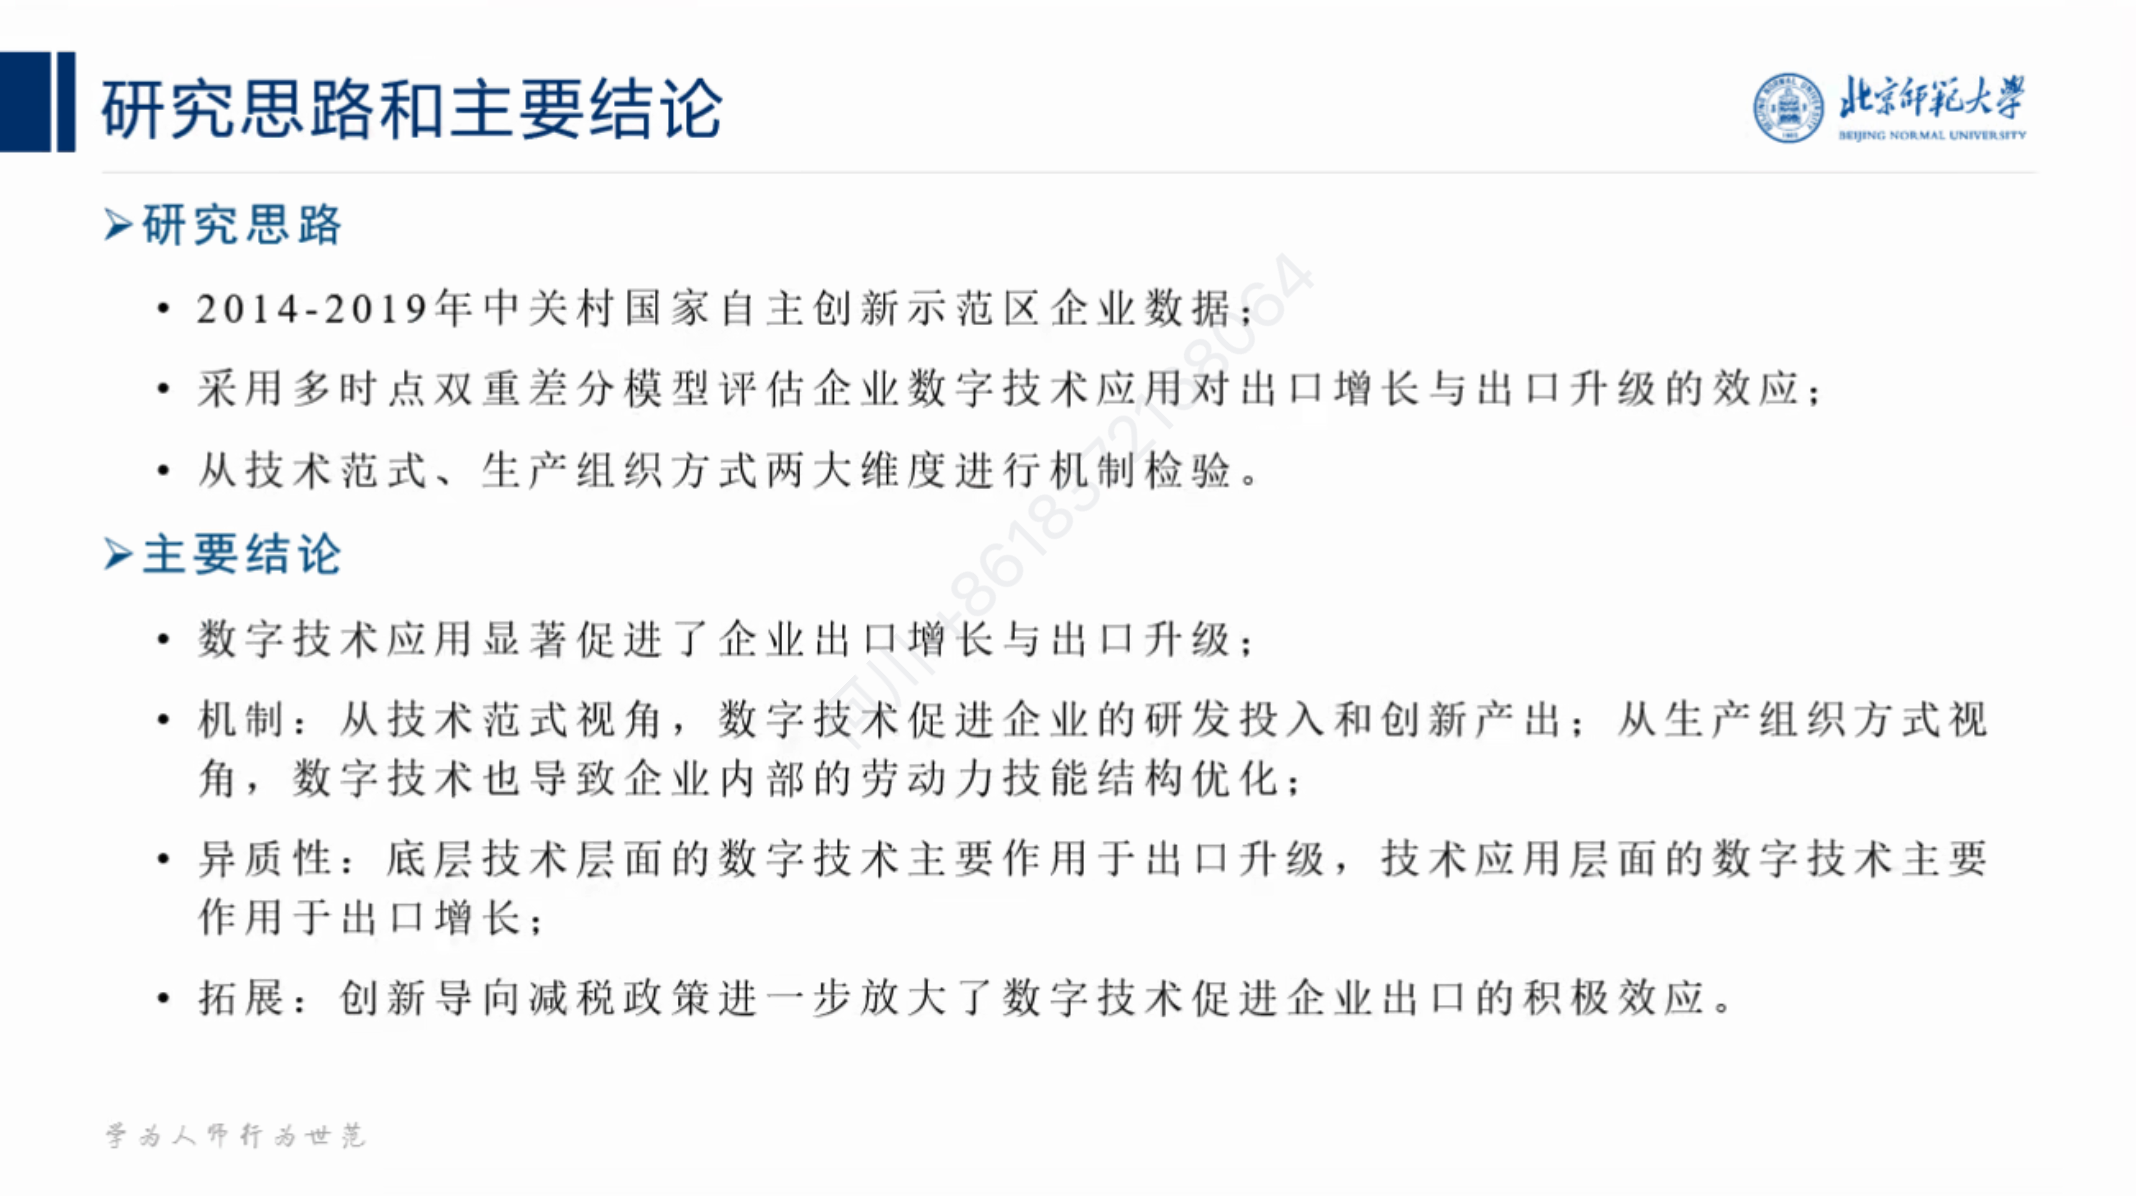 研究思路和主要结论
北京师范大学
BEIJING NORMAL UNIVERSITY
➢研究思路
• 2014-2019年中关村国家自主创新示范区企业数据；
• 采用多时点双重差分模型评估企业数字技术应用对出口增长与出口升级的效应；
• 从技术范式、生产组织方式两大维度进行机制检验。
➢主要结论
• 数字技术应用显著促进了企业出口增长与出口升级；
• 机制：从技术范式视角，数字技术促进企业的研发投入和创新产出；从生产组织方式视
角，数字技术也导致企业内部的劳动力技能结构优化；
• 异质性：底层技术层面的数字技术主要作用于出口升级，技术应用层面的数字技术主要
作用于出口增长；
• 拓展：创新导向减税政策进一步放大了数字技术促进企业出口的积极效应。
学为人师行为世范